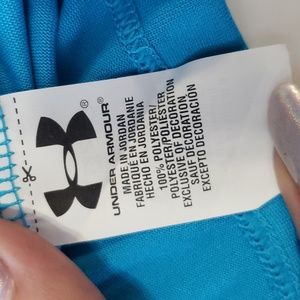 ®
UNDER ARMOUR®
MADE IN JORDAN
FABRIQUÉ EN JORDANIE
HECHO EN JORDANIA
100% POLYESTER
POLYESTER/POLIÉSTER
EXCLUSIVE OF DECORATION
SAUF DÉCORATION
EXCEPTO DECORACIÓN